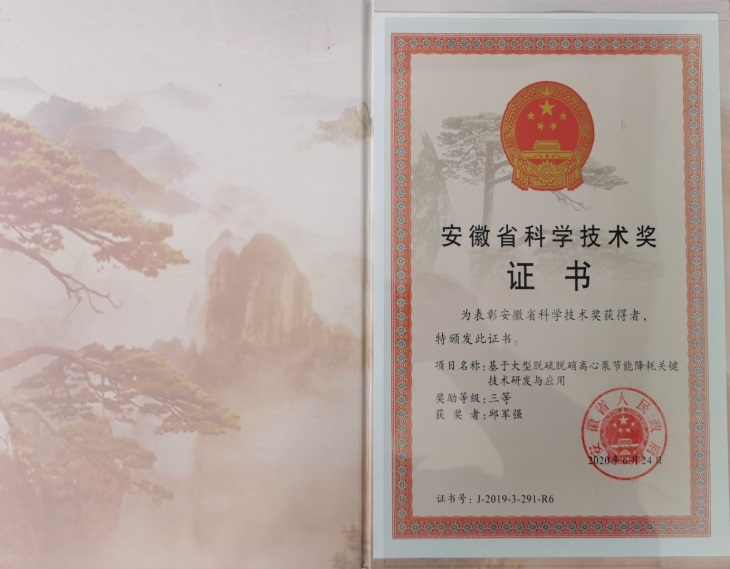 安徽省科学技术奖
证书
为表彰安徽省科学技术奖获得者，
特颁发此证书。
项目名称：基于大型脱硫脱硝离心泵节能降耗关键
技术研发与应用
奖励等级：三等
获 奖 者：邱军强
安徽省人民政府
2020年6月24日
证书号：J-2019-3-291-R6